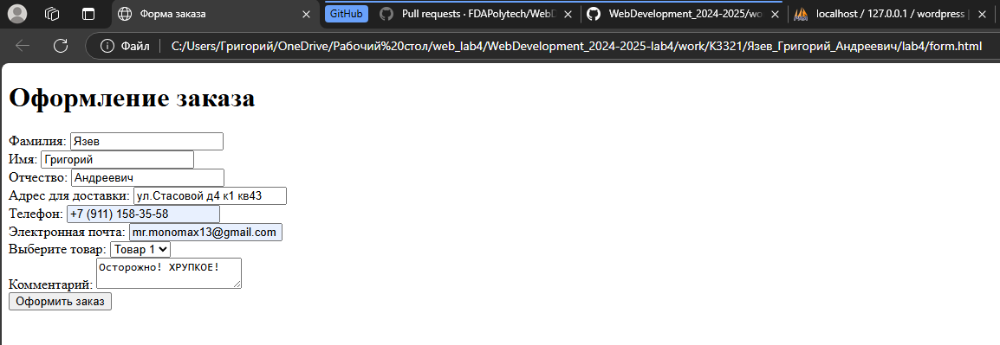 Форма заказа
GitHub
Pull requests · FDAPolytech/WebD
WebDevelopment_2024-2025/wo
localhost / 127.0.0.1 / wordpress |
Файл
C:/Users/Григорий/OneDrive/Рабочий%20стол/web_lab4/WebDevelopment_2024-2025-lab4/work/K3321/Язев_Григорий_Андреевич/lab4/form.html
Оформление заказа
Фамилия: Язев
Имя: Григорий
Отчество: Андреевич
Адрес для доставки: ул.Стасовой д4 к1 кв43
Телефон: +7 (911) 158-35-58
Электронная почта: mr.monomax13@gmail.com
Выберите товар: Товар 1
Осторожно! ХРУПКОЕ!
Комментарий:
Оформить заказ